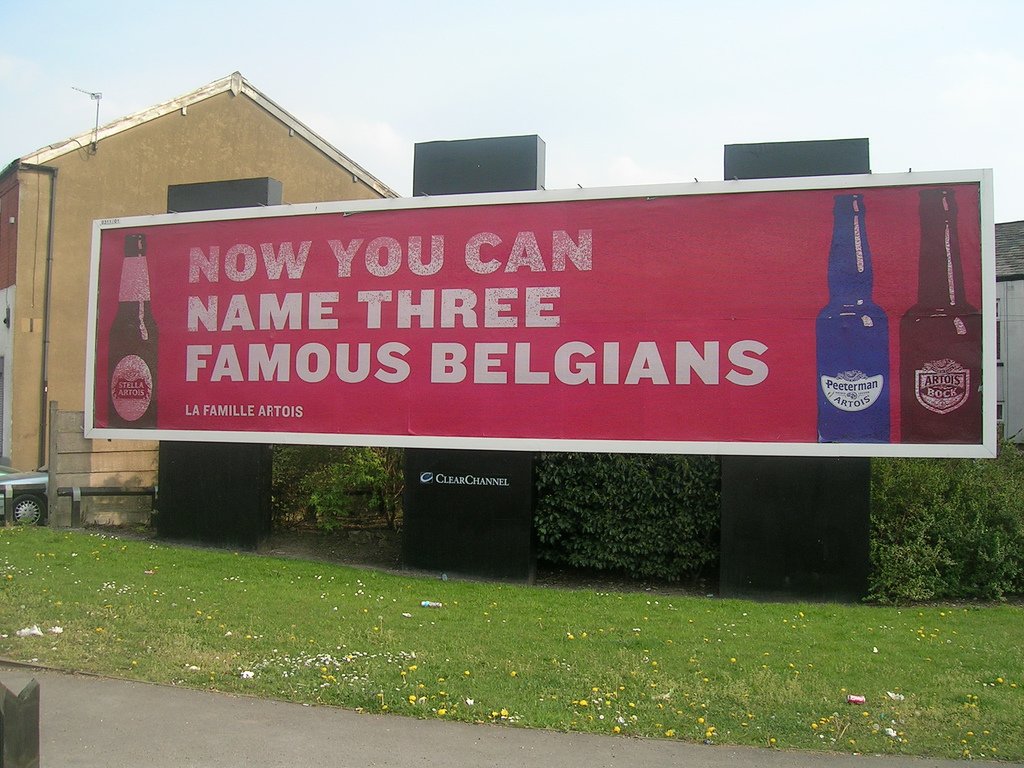 NOW YOU CAN
NAME THREE
FAMOUS BELGIANS
LA FAMILLE ARTOIS
STELLA
ARTOIS
Peeterman
ARTOIS
ARTOIS
BOCK
CLEARCHANNEL